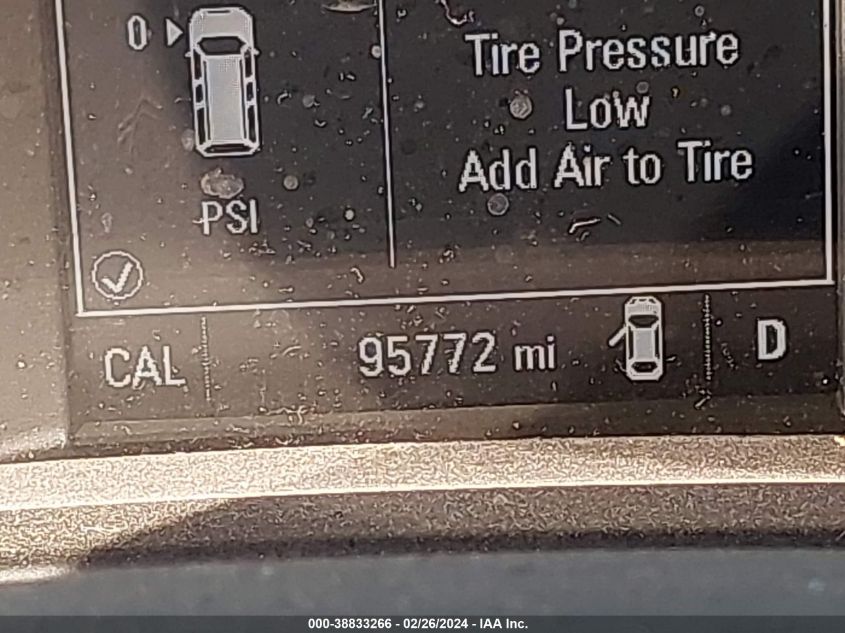 0
PSI
Tire Pressure
Low
Add Air to Tire
CAL 95772 mi D
000-38833266 - 02/26/2024 - IAA Inc.